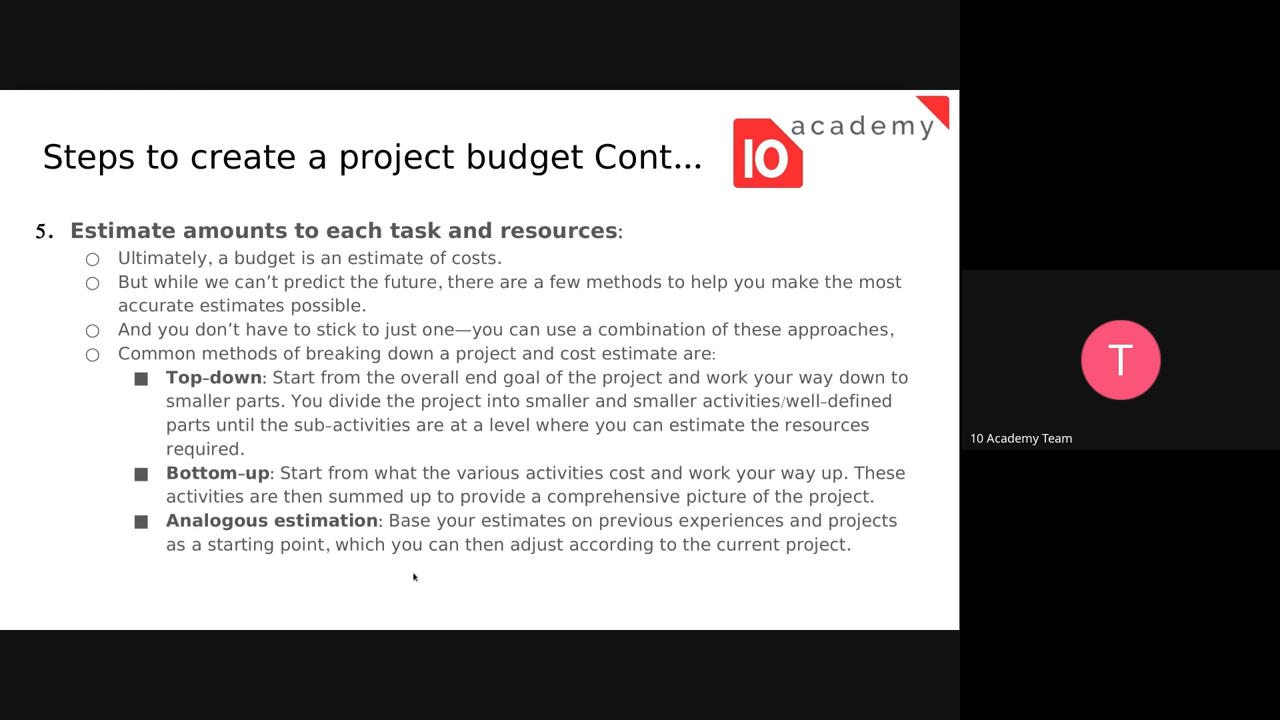 academy
10
Steps to create a project budget Cont...
5. Estimate amounts to each task and resources:
○ Ultimately, a budget is an estimate of costs.
○ But while we can’t predict the future, there are a few methods to help you make the most
accurate estimates possible.
○ And you don’t have to stick to just one—you can use a combination of these approaches,
○ Common methods of breaking down a project and cost estimate are:
■ Top-down: Start from the overall end goal of the project and work your way down to
smaller parts. You divide the project into smaller and smaller activities/well-defined
parts until the sub-activities are at a level where you can estimate the resources
required.
■ Bottom-up: Start from what the various activities cost and work your way up. These
activities are then summed up to provide a comprehensive picture of the project.
■ Analogous estimation: Base your estimates on previous experiences and projects
as a starting point, which you can then adjust according to the current project.
T
10 Academy Team